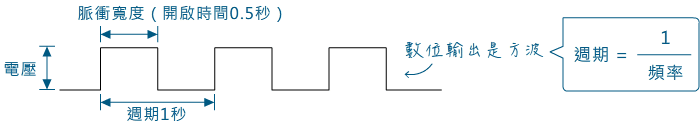 脈衝寬度（開啟時間0.5秒）
電壓
週期1秒
數位輸出是方波
週期 = 1
頻率